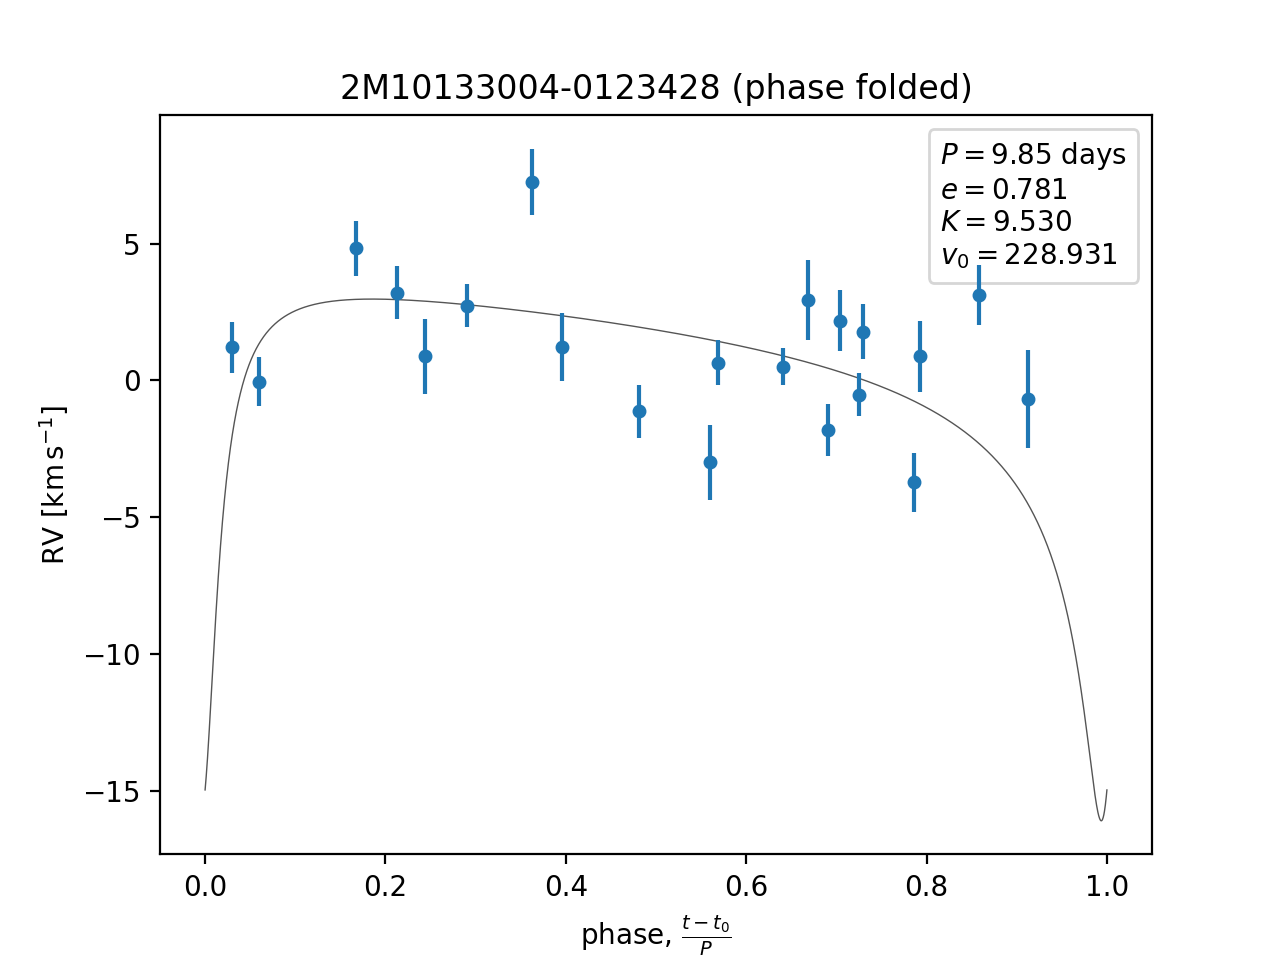 2M10133004-0123428 (phase folded)
P = 9.85 days
e = 0.781
K = 9.530
v₀ = 228.931
RV [km s⁻¹]
5
0
−5
−10
−15
0.0 0.2 0.4 0.6 0.8 1.0
phase, (t − t₀)/P